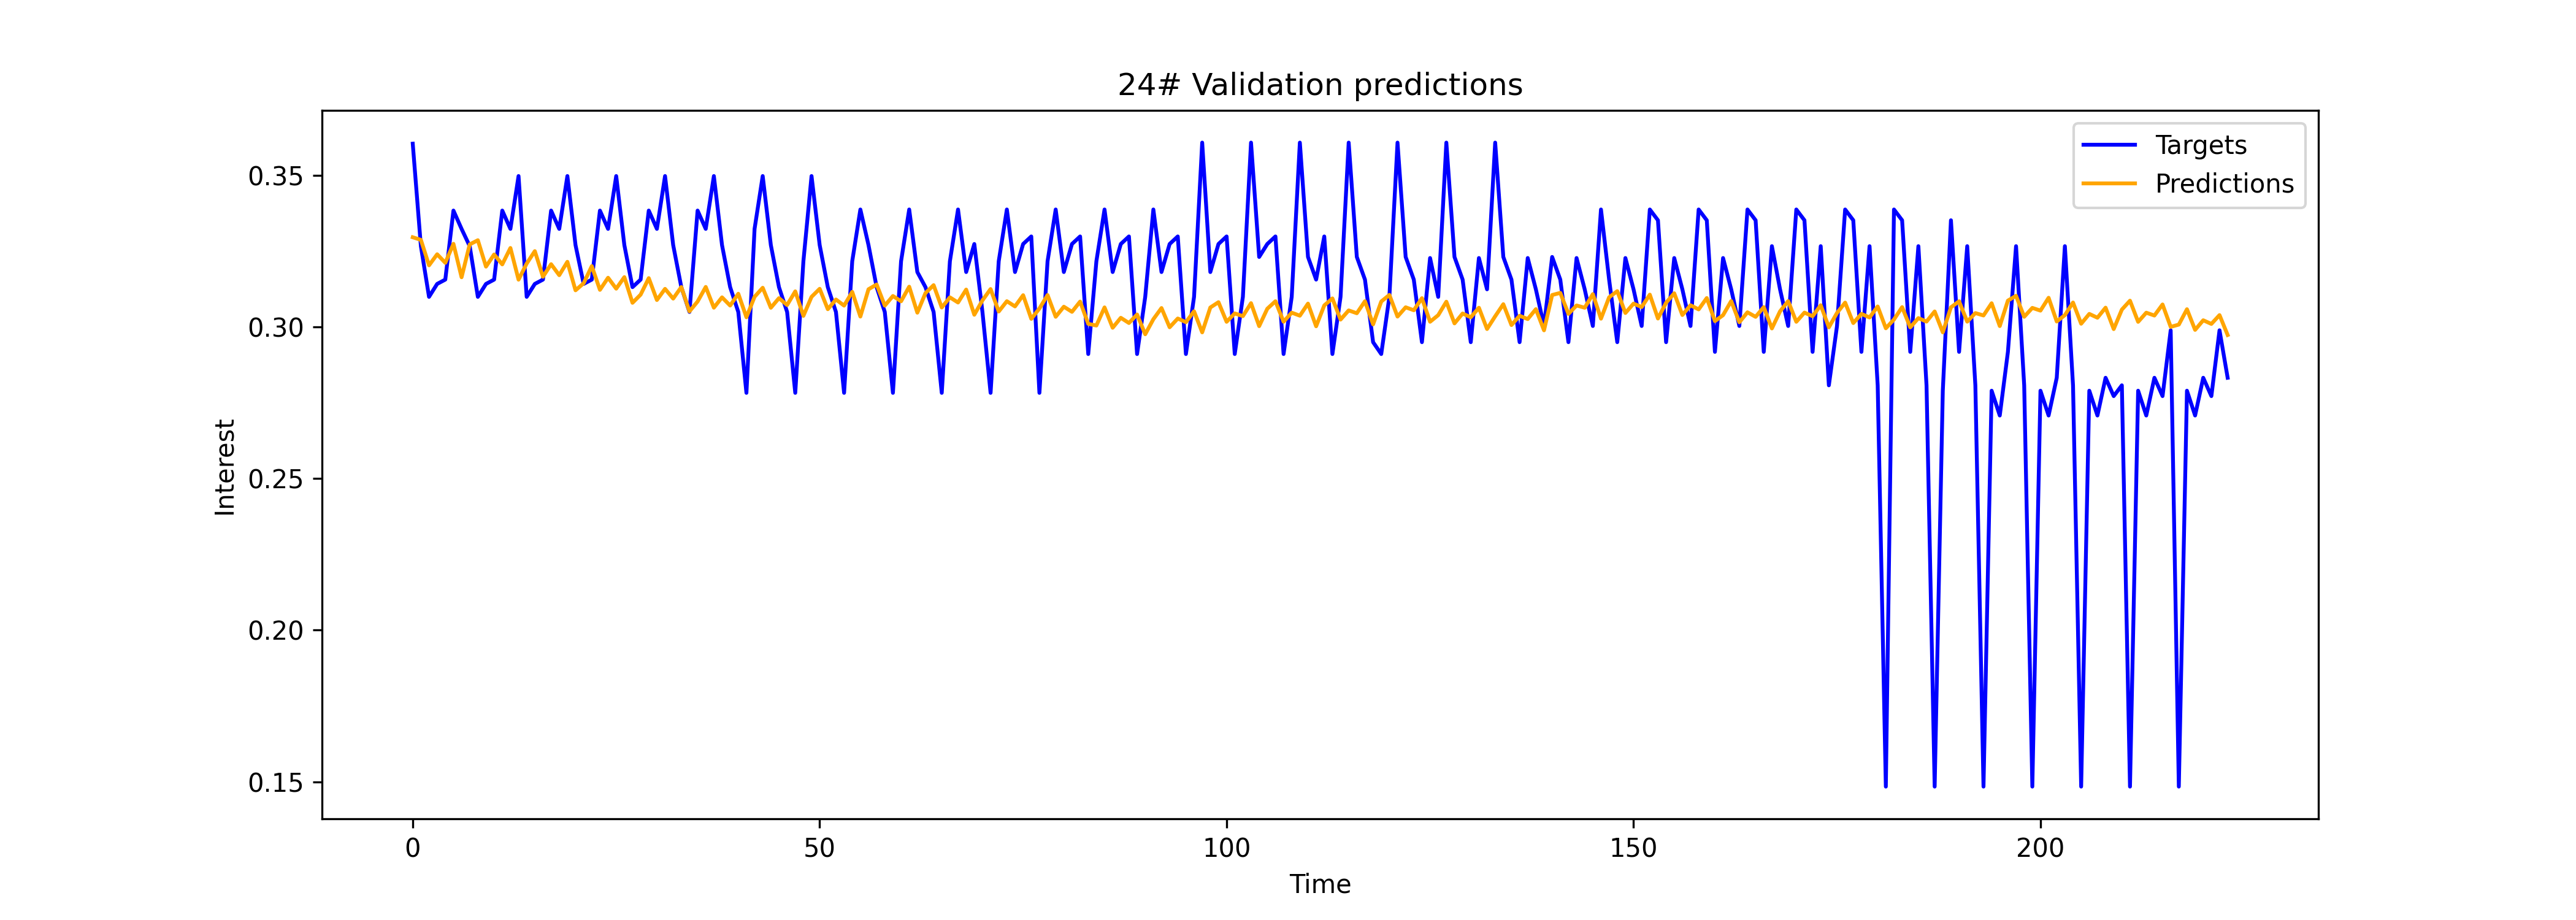 24# Validation predictions
Targets
Predictions
0.35
0.30
0.25
0.20
0.15
Interest
0 50 100 150 200
Time